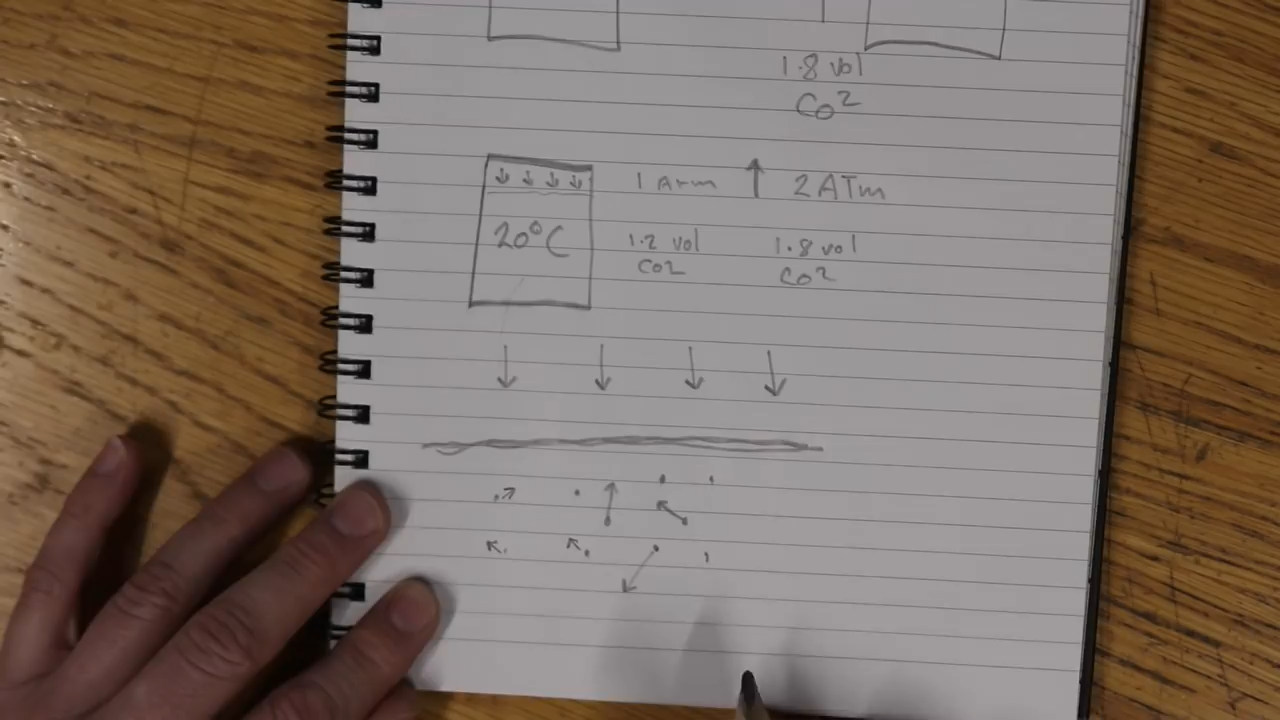 1.8 vol
Co²
1 Atm ↑ 2 ATm
20°C
1.2 vol 1.8 vol
CO2 CO²